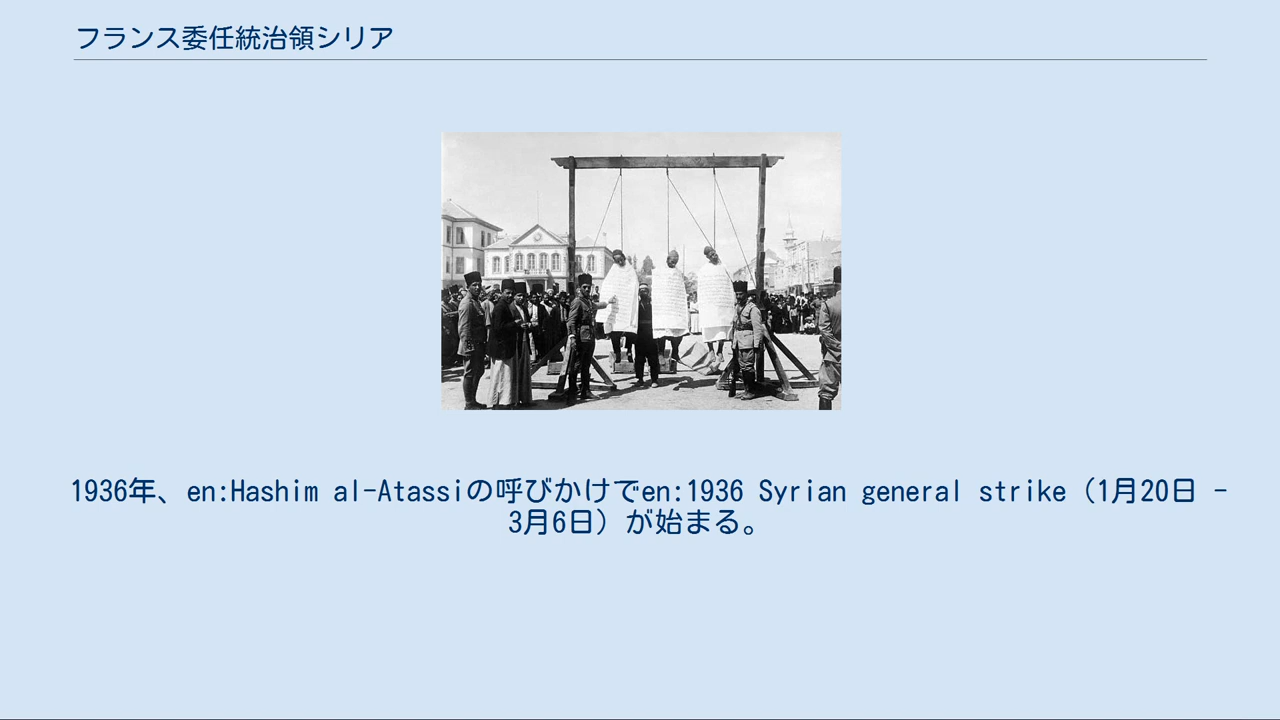 フランス委任統治領シリア
1936年、en:Hashim al-Atassiの呼びかけでen:1936 Syrian general strike（1月20日 -
3月6日）が始まる。